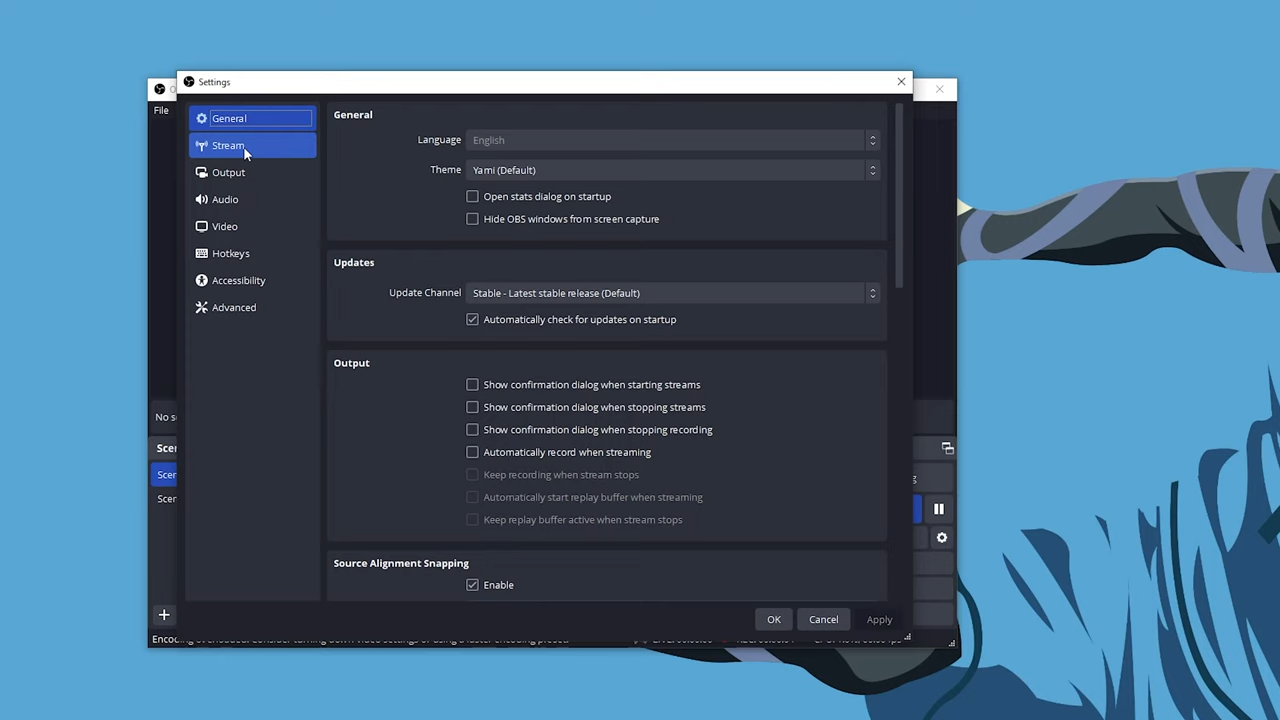 Settings
File
General
Stream
Output
Audio
Video
Hotkeys
Accessibility
Advanced
General
Language English
Theme Yami (Default)
Open stats dialog on startup
Hide OBS windows from screen capture
Updates
Update Channel Stable - Latest stable release (Default)
Automatically check for updates on startup
Output
Show confirmation dialog when starting streams
Show confirmation dialog when stopping streams
Show confirmation dialog when stopping recording
Automatically record when streaming
Keep recording when stream stops
Automatically start replay buffer when streaming
Keep replay buffer active when stream stops
Source Alignment Snapping
Enable
No s
Scen
Scen
Scen
g
OK Cancel Apply